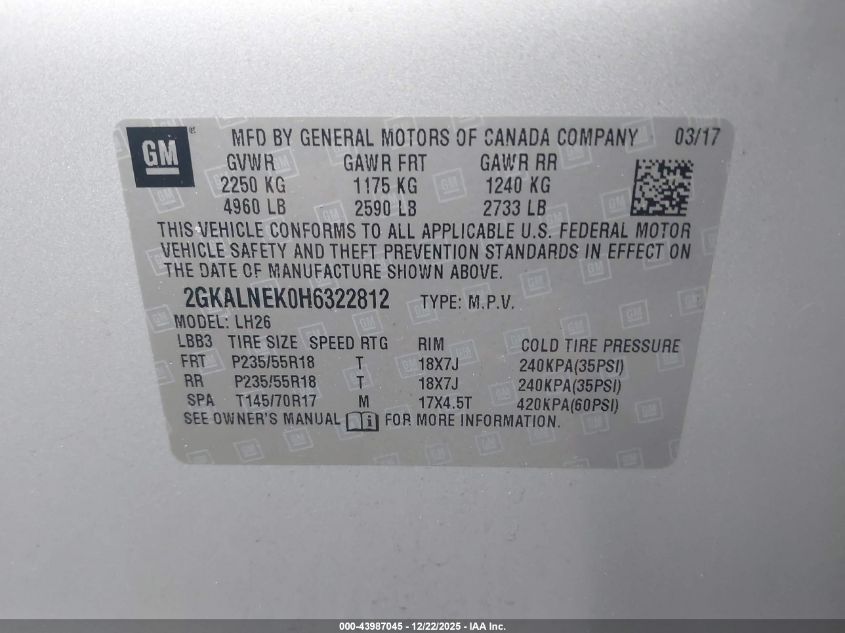 GM MFD BY GENERAL MOTORS OF CANADA COMPANY 03/17
GVWR GAWR FRT GAWR RR
2250 KG 1175 KG 1240 KG
4960 LB 2590 LB 2733 LB
THIS VEHICLE CONFORMS TO ALL APPLICABLE U.S. FEDERAL MOTOR
VEHICLE SAFETY AND THEFT PREVENTION STANDARDS IN EFFECT ON
THE DATE OF MANUFACTURE SHOWN ABOVE.
2GKALNEK0H6322812 TYPE: M.P.V.
MODEL: LH26
LBB3 TIRE SIZE SPEED RTG RIM COLD TIRE PRESSURE
FRT P235/55R18 T 18X7J 240KPA(35PSI)
RR P235/55R18 T 18X7J 240KPA(35PSI)
SPA T145/70R17 M 17X4.5T 420KPA(60PSI)
SEE OWNER'S MANUAL i FOR MORE INFORMATION.
000-43987045 - 12/22/2025 - IAA Inc.